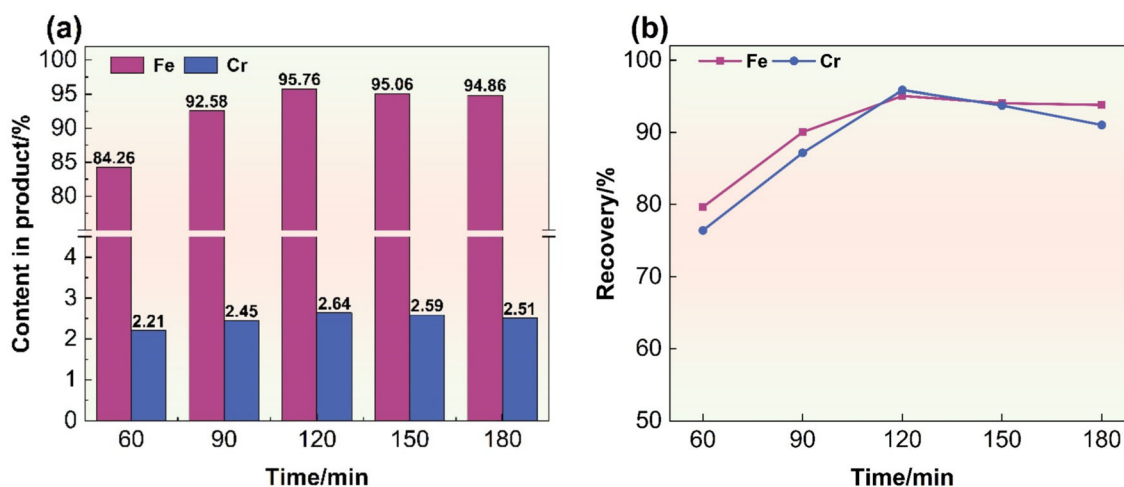 (a)
Fe Cr
100
95
90
85
80
4
3
2
1
0
84.26
92.58
95.76
95.06
94.86
2.21
2.45
2.64
2.59
2.51
60 90 120 150 180
Time/min
Content in product/%
(b)
Fe Cr
100
90
80
70
60
50
60 90 120 150 180
Time/min
Recovery/%